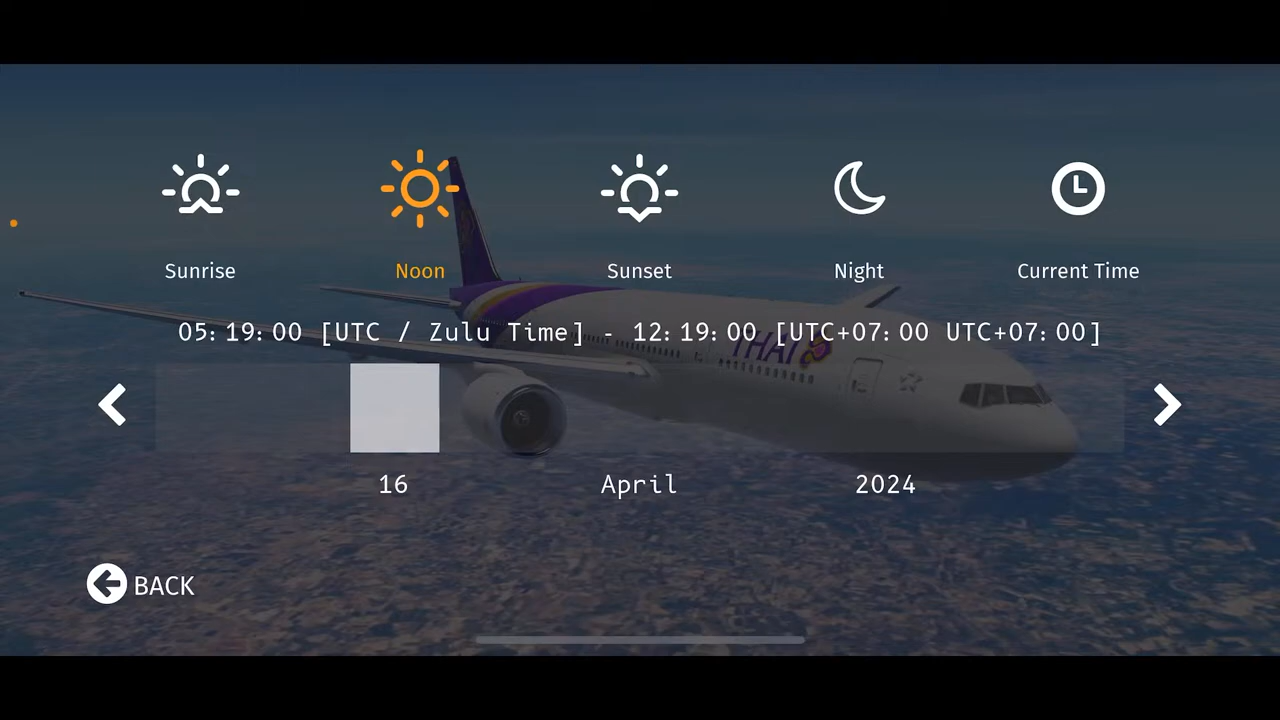 Sunrise Noon Sunset Night Current Time
05:19:00 [UTC / Zulu Time] - 12:19:00 [UTC+07:00 UTC+07:00]
THAI
16 April 2024
BACK